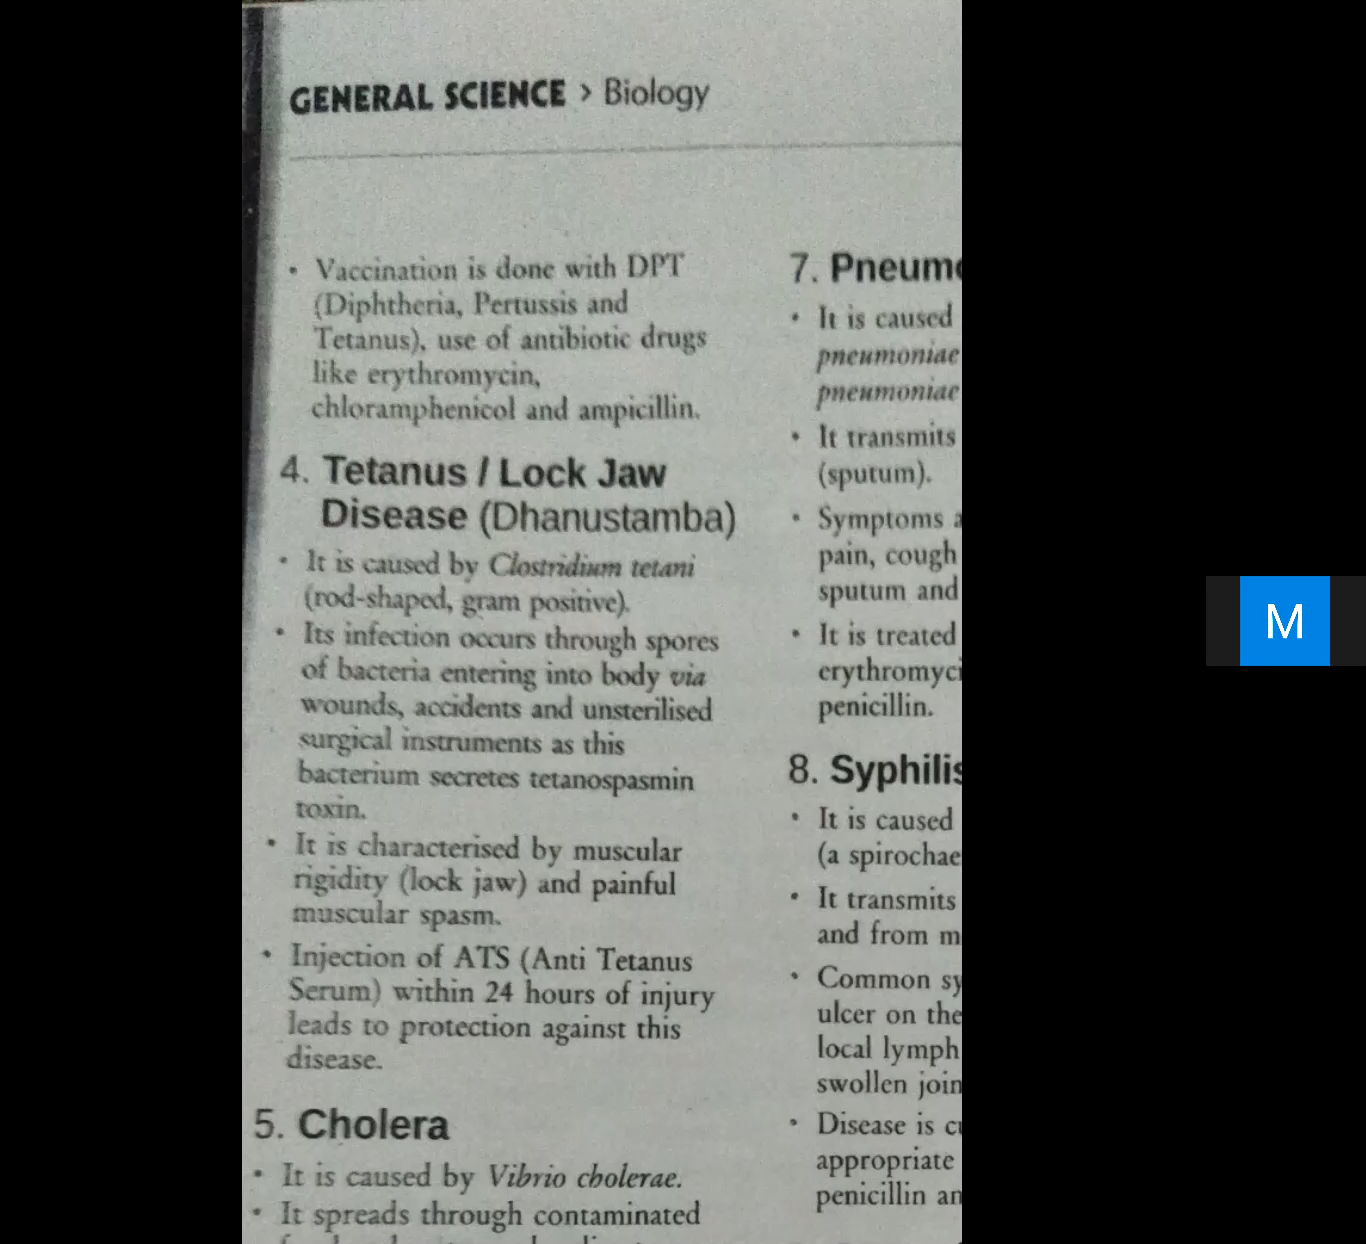 GENERAL SCIENCE > Biology
• Vaccination is done with DPT
(Diphtheria, Pertussis and
Tetanus), use of antibiotic drugs
like erythromycin,
chloramphenicol and ampicillin.
4. Tetanus / Lock Jaw
Disease (Dhanustamba)
• It is caused by Clostridium tetani
(rod-shaped, gram positive).
• Its infection occurs through spores
of bacteria entering into body via
wounds, accidents and unsterilised
surgical instruments as this
bacterium secretes tetanospasmin
toxin.
• It is characterised by muscular
rigidity (lock jaw) and painful
muscular spasm.
• Injection of ATS (Anti Tetanus
Serum) within 24 hours of injury
leads to protection against this
disease.
5. Cholera
• It is caused by Vibrio cholerae.
• It spreads through contaminated
7. Pneum
• It is caused
pneumoniae
pneumoniae
• It transmits
(sputum).
• Symptoms a
pain, cough
sputum and
• It is treated
erythromyci
penicillin.
8. Syphilis
• It is caused
(a spirochae
• It transmits
and from m
• Common sy
ulcer on the
local lymph
swollen join
• Disease is c
appropriate
penicillin an
M